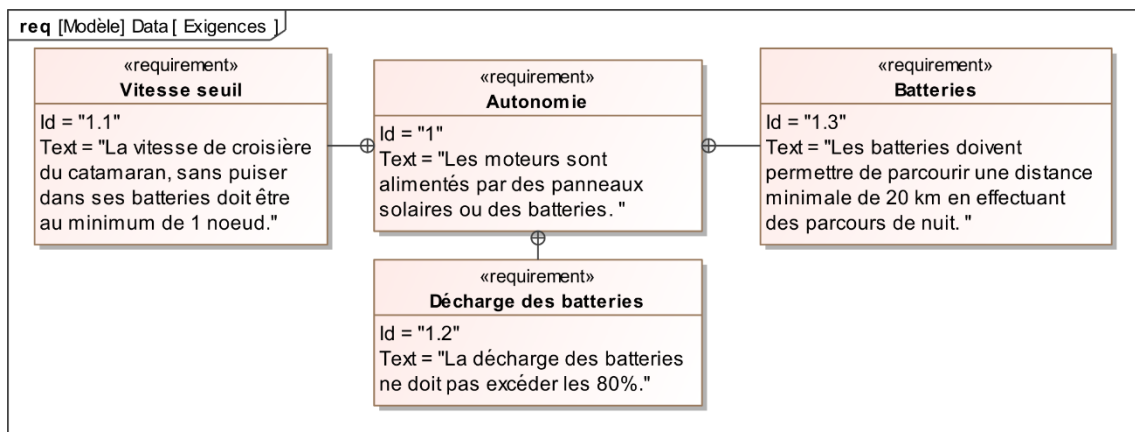 req [Modèle] Data [ Exigences ]
«requirement»
Vitesse seuil
Id = "1.1"
Text = "La vitesse de croisière
du catamaran, sans puiser
dans ses batteries doit être
au minimum de 1 noeud."
«requirement»
Autonomie
Id = "1"
Text = "Les moteurs sont
alimentés par des panneaux
solaires ou des batteries. "
«requirement»
Batteries
Id = "1.3"
Text = "Les batteries doivent
permettre de parcourir une distance
minimale de 20 km en effectuant
des parcours de nuit. "
«requirement»
Décharge des batteries
Id = "1.2"
Text = "La décharge des batteries
ne doit pas excéder les 80%."